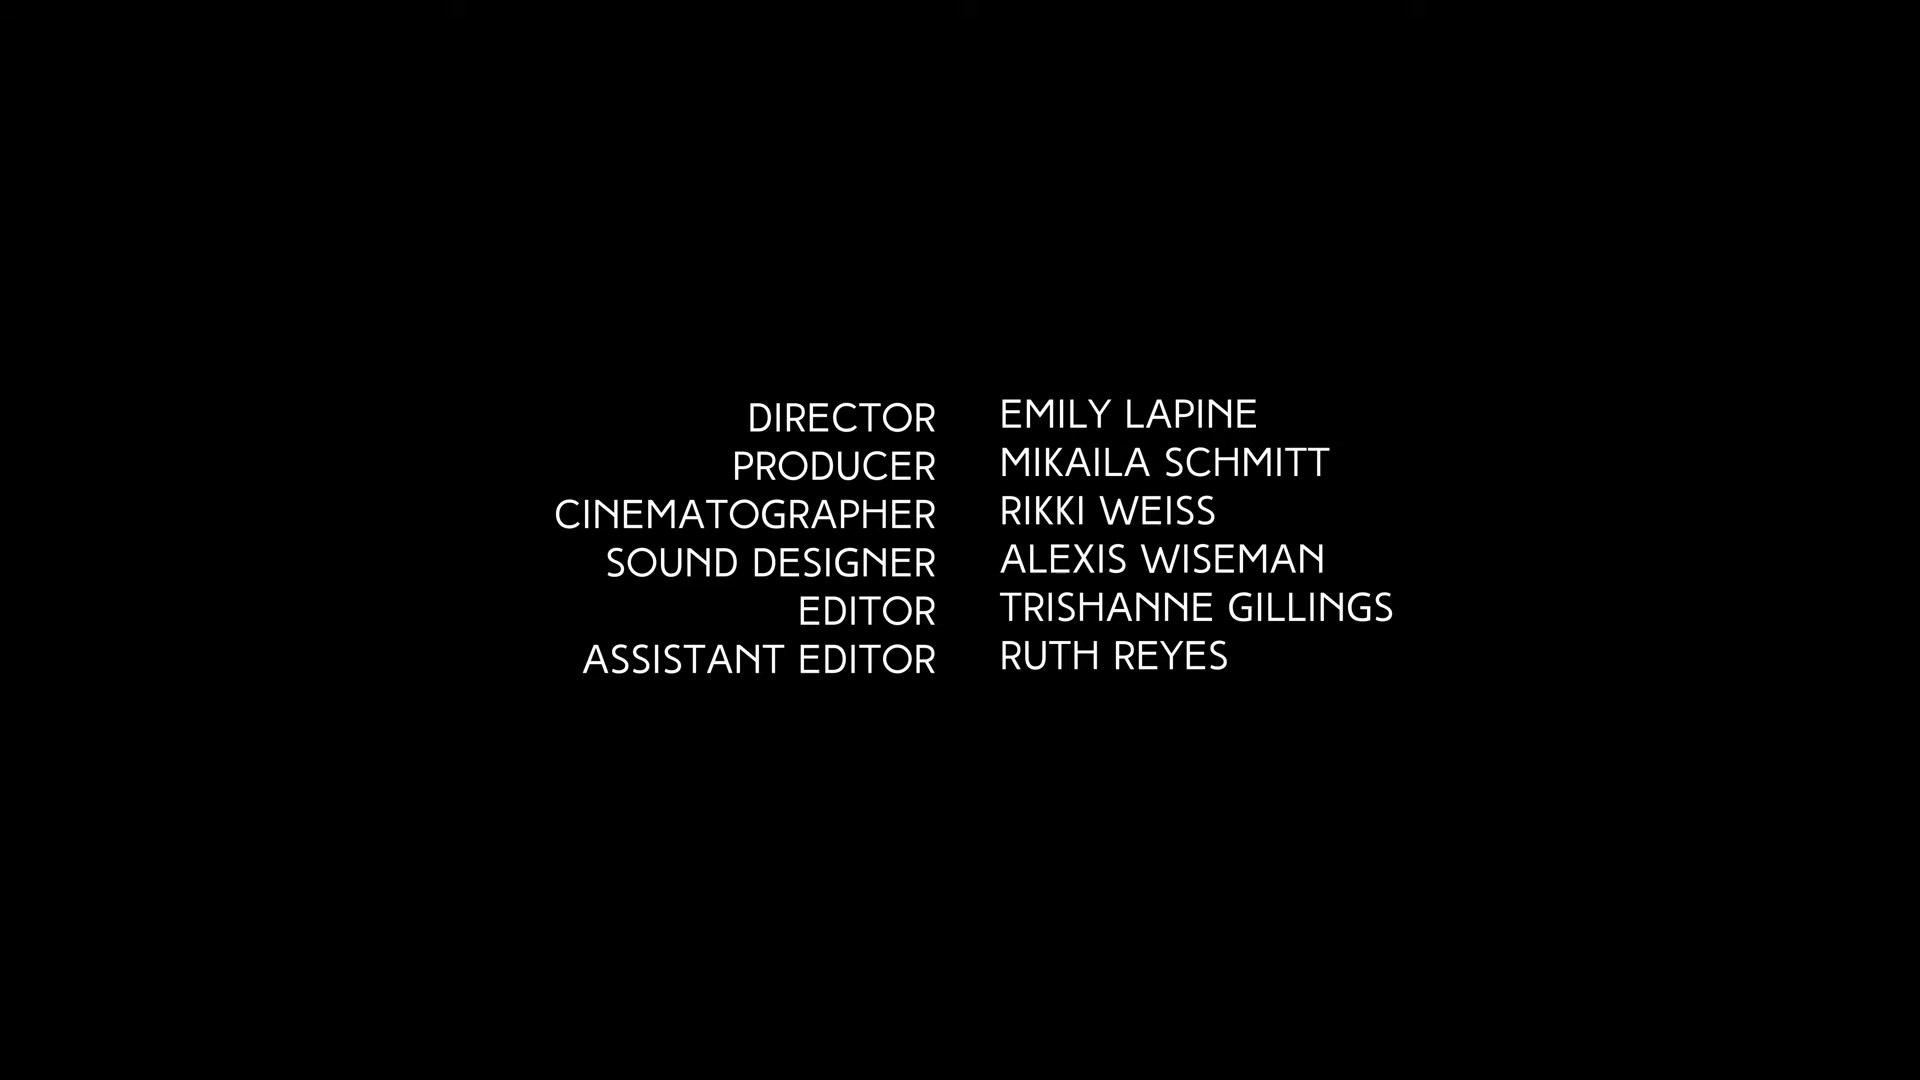 DIRECTOR EMILY LAPINE
PRODUCER MIKAILA SCHMITT
CINEMATOGRAPHER RIKKI WEISS
SOUND DESIGNER ALEXIS WISEMAN
EDITOR TRISHANNE GILLINGS
ASSISTANT EDITOR RUTH REYES